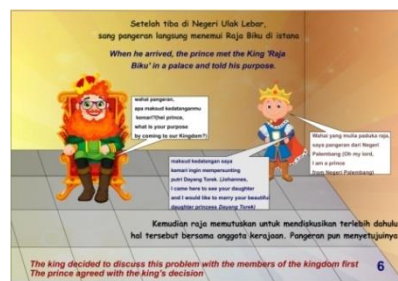 Setelah tiba di Negeri Ulak Lebar,
sang pangeran langsung menemui Raja Biku di istana
When he arrived, the prince met the King 'Raja
Biku' in a palace and told his purpose.
wahai pangeran,
apa maksud kedatanganmu
kemari?(hei prince,
what is your purpose
by coming to our Kingdom?)
Wahai yang mulia paduka raja,
saya pangeran dari Negeri
Palembang (Oh my lord,
I am a prince
from Negeri Palembang)
maksud kedatangan saya
kemari ingin mempersunting
putri Dayang Torek. (Johannes,
I came here to see your daughter
and I would like to merry your beautiful
daughter princess Dayang Torek)
Kemudian raja memutuskan untuk mendiskusikan terlebih dahulu
hal tersebut bersama anggota kerajaan. Pangeran pun menyetujuinya
The king decided to discuss this problem with the members of the kingdom first
The prince agreed with the king's decision
6